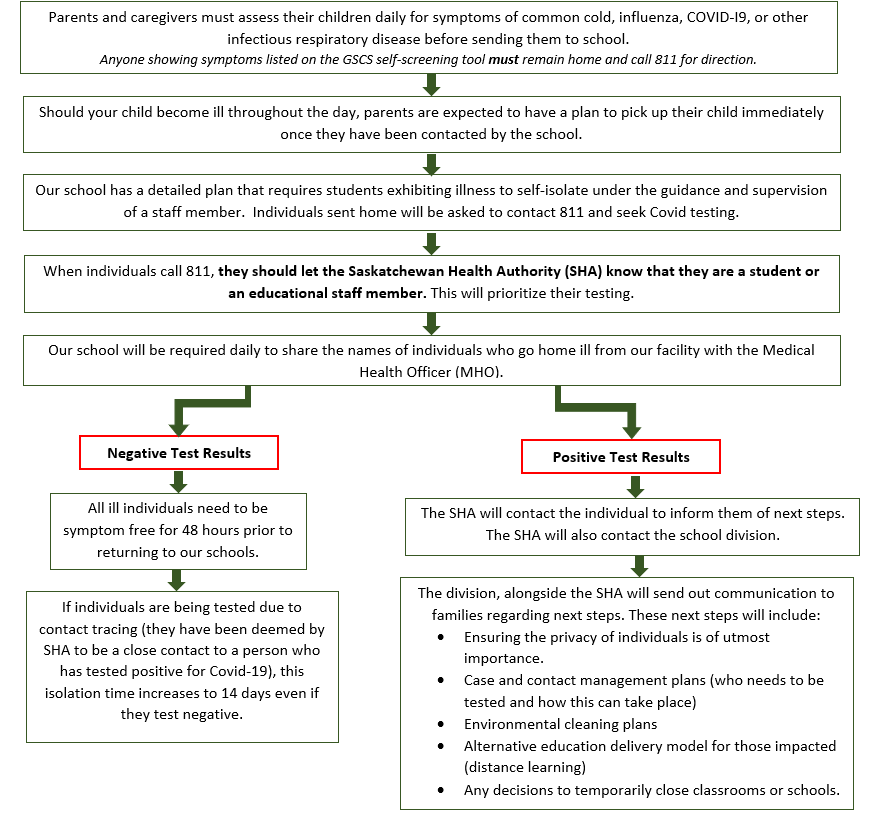 Parents and caregivers must assess their children daily for symptoms of common cold, influenza, COVID-I9, or other
infectious respiratory disease before sending them to school.
Anyone showing symptoms listed on the GSCS self-screening tool must remain home and call 811 for direction.
Should your child become ill throughout the day, parents are expected to have a plan to pick up their child immediately
once they have been contacted by the school.
Our school has a detailed plan that requires students exhibiting illness to self-isolate under the guidance and supervision
of a staff member. Individuals sent home will be asked to contact 811 and seek Covid testing.
When individuals call 811, they should let the Saskatchewan Health Authority (SHA) know that they are a student or
an educational staff member. This will prioritize their testing.
Our school will be required daily to share the names of individuals who go home ill from our facility with the Medical
Health Officer (MHO).
Negative Test Results
All ill individuals need to be
symptom free for 48 hours prior to
returning to our schools.
If individuals are being tested due to
contact tracing (they have been deemed by
SHA to be a close contact to a person who
has tested positive for Covid-19), this
isolation time increases to 14 days even if
they test negative.
Positive Test Results
The SHA will contact the individual to inform them of next steps.
The SHA will also contact the school division.
The division, alongside the SHA will send out communication to
families regarding next steps. These next steps will include:
• Ensuring the privacy of individuals is of utmost
importance.
• Case and contact management plans (who needs to be
tested and how this can take place)
• Environmental cleaning plans
• Alternative education delivery model for those impacted
(distance learning)
• Any decisions to temporarily close classrooms or schools.